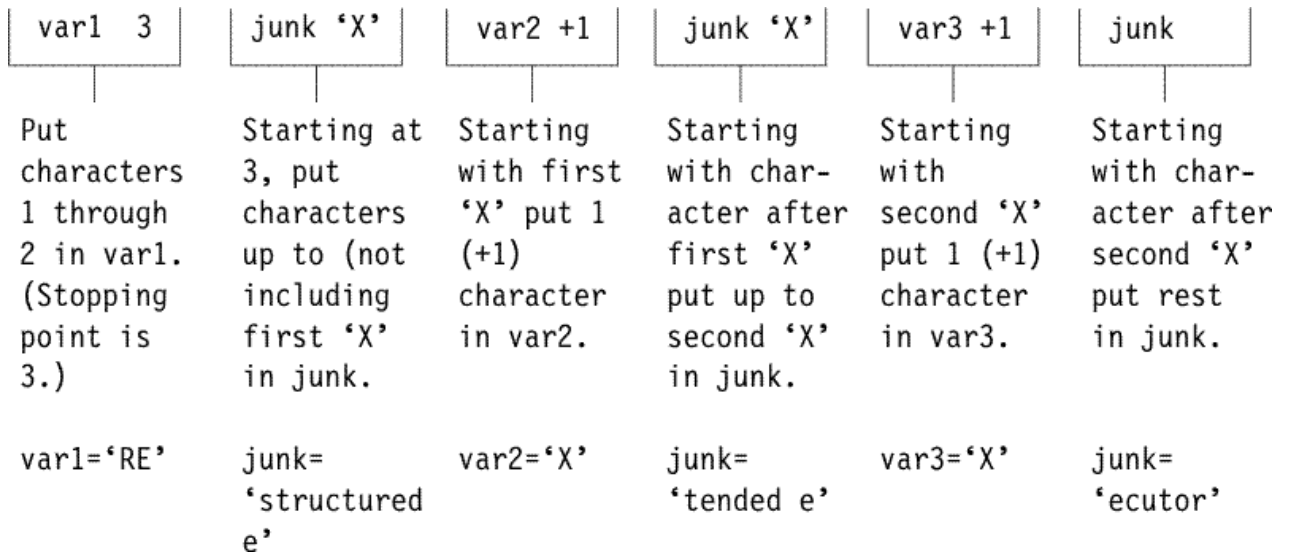 var1 3 junk ‘X’ var2 +1 junk ‘X’ var3 +1 junk
Put
characters
1 through
2 in var1.
(Stopping
point is
3.)
var1=‘RE’
Starting at
3, put
characters
up to (not
including
first ‘X’
in junk.
junk=
‘structured
e’
Starting
with first
‘X’ put 1
(+1)
character
in var2.
var2=‘X’
Starting
with char-
acter after
first ‘X’
put up to
second ‘X’
in junk.
junk=
‘tended e’
Starting
with
second ‘X’
put 1 (+1)
character
in var3.
var3=‘X’
Starting
with char-
acter after
second ‘X’
put rest
in junk.
junk=
‘ecutor’